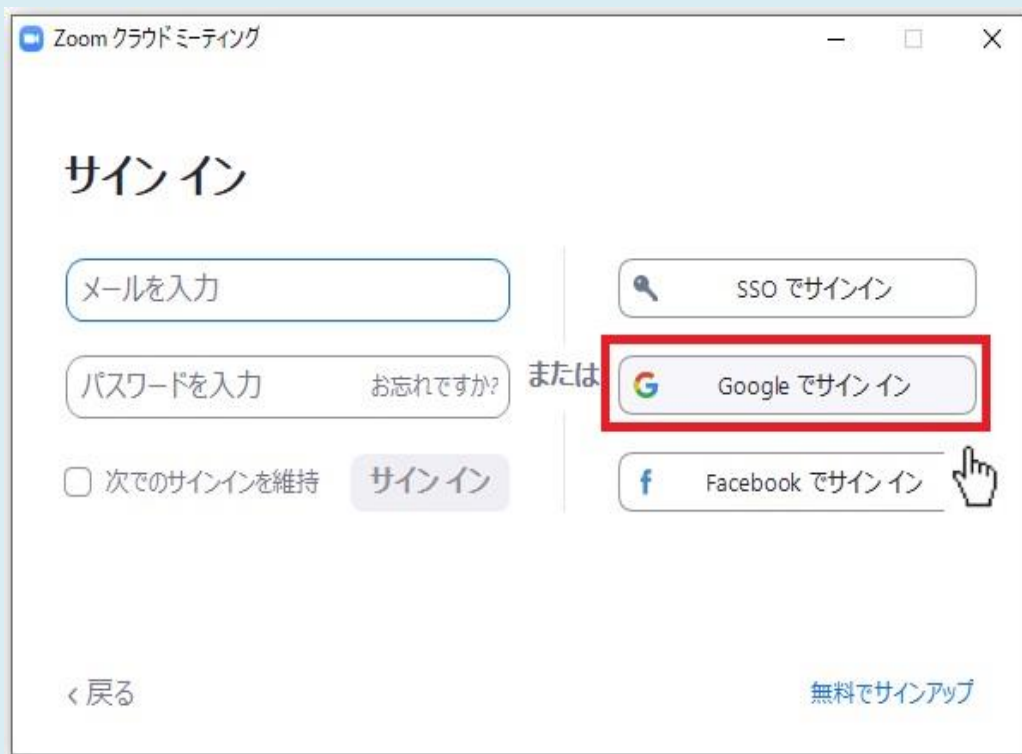 Zoom クラウドミーティング
サイン イン
メールを入力
パスワードを入力 お忘れですか?
次でのサインインを維持 サイン イン
または
SSO でサインイン
Google でサイン イン
Facebook でサイン イン
< 戻る
無料でサインアップ